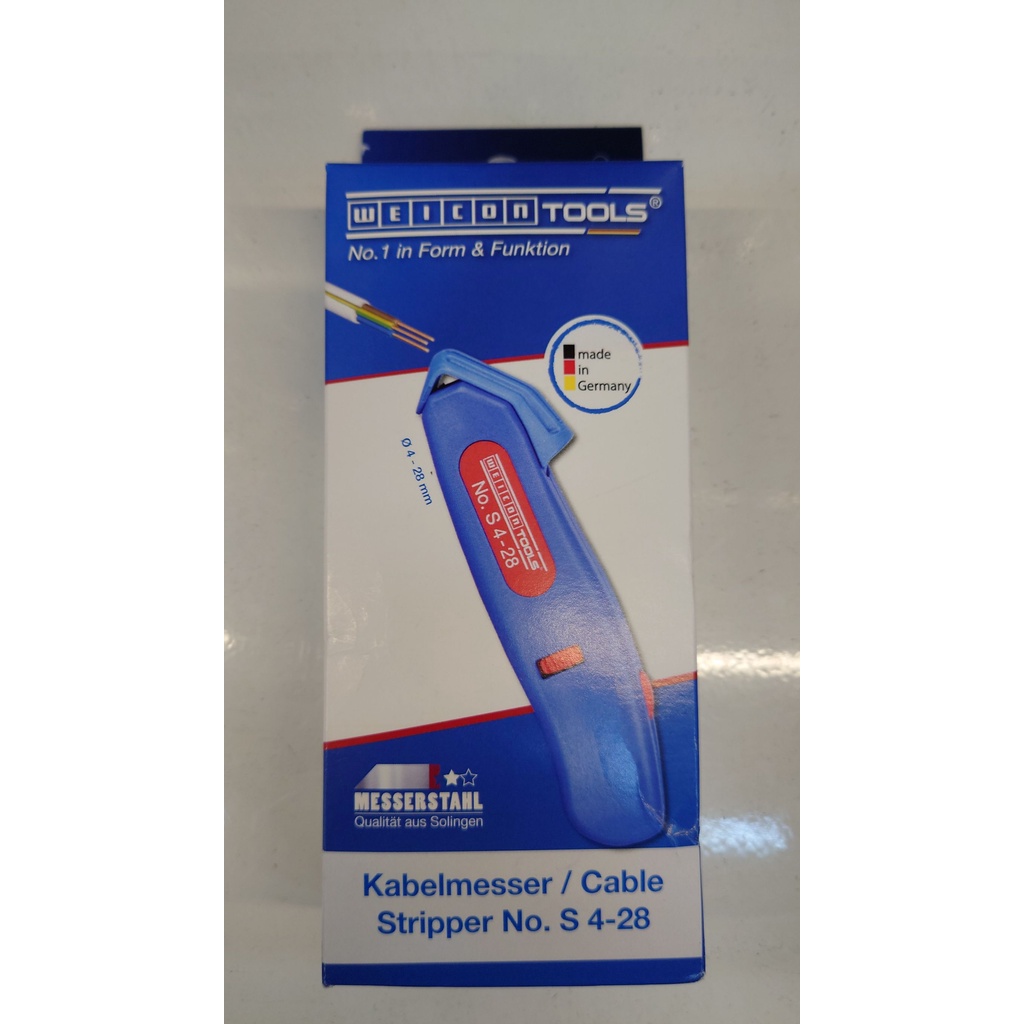 WEICON TOOLS®
No.1 in Form & Funktion
made
in
Germany
Ø 4 - 28 mm
WEICON TOOLS
No. S 4-28
MESSERSTAHL
Qualität aus Solingen
Kabelmesser / Cable
Stripper No. S 4-28